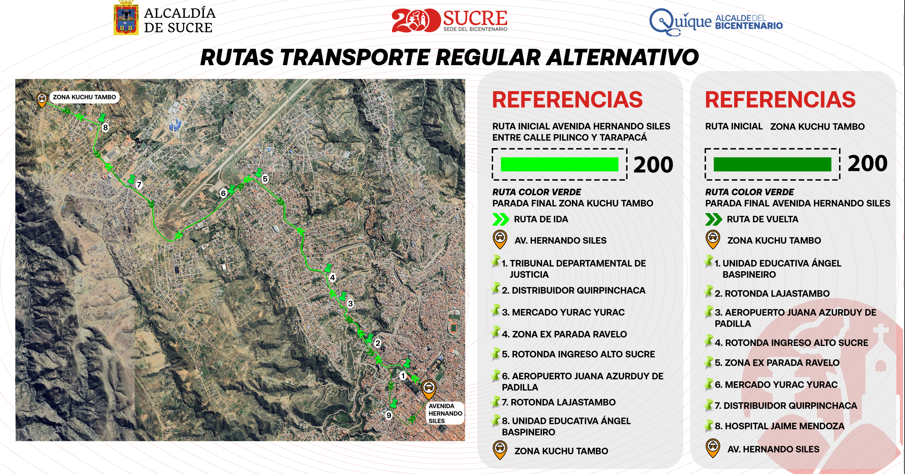 ALCALDÍA
DE SUCRE
200 SUCRE
SEDE DEL BICENTENARIO
Quique ALCALDE DEL
BICENTENARIO
RUTAS TRANSPORTE REGULAR ALTERNATIVO
ZONA KUCHU TAMBO
8
7
6
5
4
3
2
1
9
AVENIDA
HERNANDO
SILES
REFERENCIAS
RUTA INICIAL AVENIDA HERNANDO SILES
ENTRE CALLE PILINCO Y TARAPACÁ
200
RUTA COLOR VERDE
PARADA FINAL ZONA KUCHU TAMBO
RUTA DE IDA
AV. HERNANDO SILES
1. TRIBUNAL DEPARTAMENTAL DE
JUSTICIA
2. DISTRIBUIDOR QUIRPINCHACA
3. MERCADO YURAC YURAC
4. ZONA EX PARADA RAVELO
5. ROTONDA INGRESO ALTO SUCRE
6. AEROPUERTO JUANA AZURDUY DE
PADILLA
7. ROTONDA LAJASTAMBO
8. UNIDAD EDUCATIVA ÁNGEL
BASPINEIRO
ZONA KUCHU TAMBO
REFERENCIAS
RUTA INICIAL ZONA KUCHU TAMBO
200
RUTA COLOR VERDE
PARADA FINAL AVENIDA HERNANDO SILES
RUTA DE VUELTA
ZONA KUCHU TAMBO
1. UNIDAD EDUCATIVA ÁNGEL
BASPINEIRO
2. ROTONDA LAJASTAMBO
3. AEROPUERTO JUANA AZURDUY DE
PADILLA
4. ROTONDA INGRESO ALTO SUCRE
5. ZONA EX PARADA RAVELO
6. MERCADO YURAC YURAC
7. DISTRIBUIDOR QUIRPINCHACA
8. HOSPITAL JAIME MENDOZA
AV. HERNANDO SILES